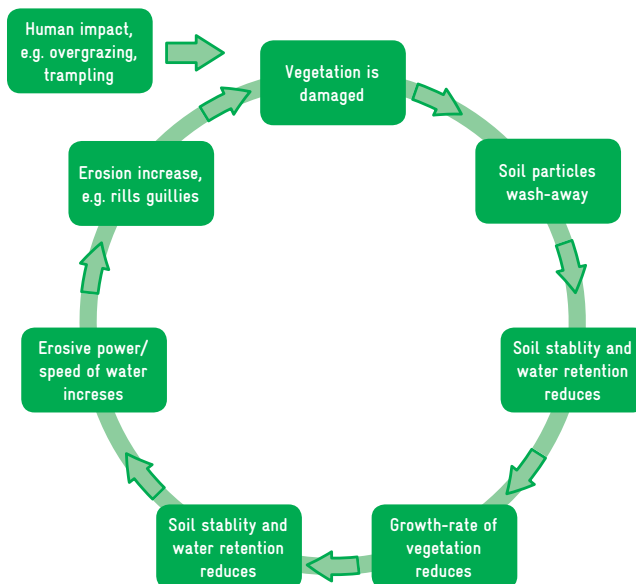 Human impact,
e.g. overgrazing,
trampling
Vegetation is
damaged
Soil particles
wash-away
Soil stablity and
water retention
reduces
Growth-rate of
vegetation
reduces
Soil stablity and
water retention
reduces
Erosive power/
speed of water
increses
Erosion increase,
e.g. rills guillies